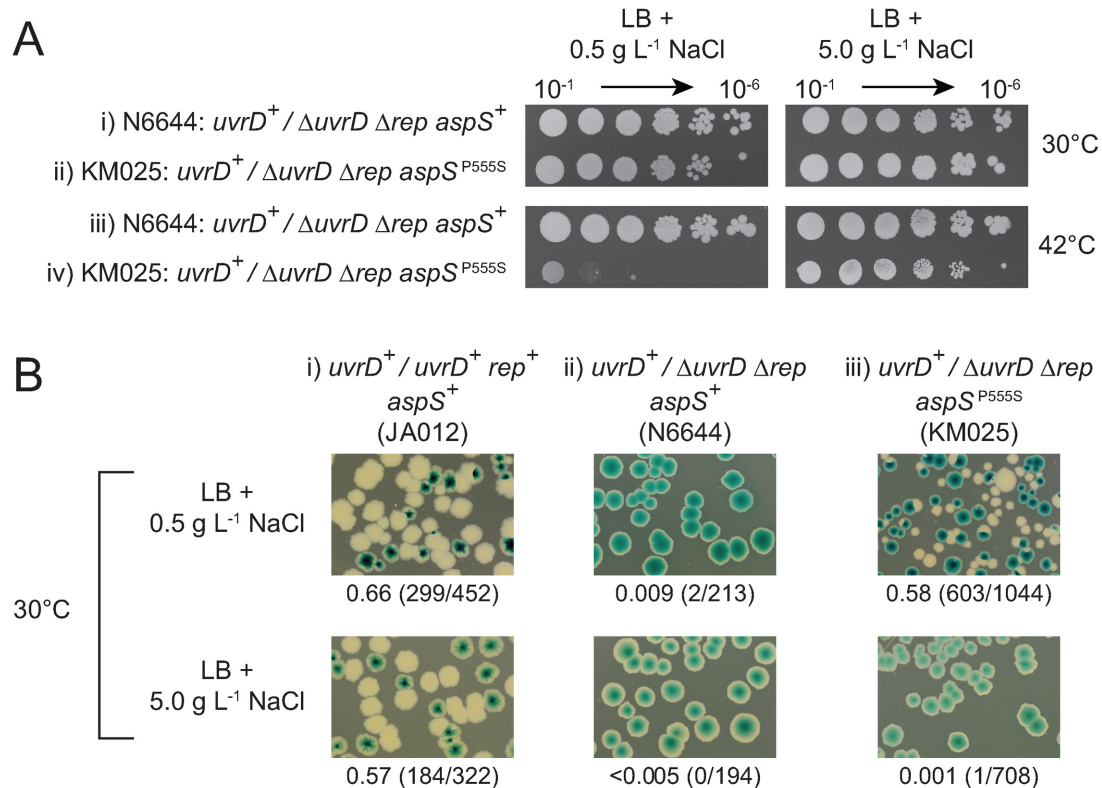 A
LB +
0.5 g L⁻¹ NaCl
LB +
5.0 g L⁻¹ NaCl
10⁻¹ 10⁻⁶ 10⁻¹ 10⁻⁶
i) N6644: uvrD⁺ / ΔuvrD Δrep aspS⁺
30°C
ii) KM025: uvrD⁺ / ΔuvrD Δrep aspS ᴾ⁵⁵⁵ˢ
iii) N6644: uvrD⁺ / ΔuvrD Δrep aspS⁺
42°C
iv) KM025: uvrD⁺ / ΔuvrD Δrep aspS ᴾ⁵⁵⁵ˢ
B
i) uvrD⁺ / uvrD⁺ rep⁺
aspS⁺
(JA012)
ii) uvrD⁺ / ΔuvrD Δrep
aspS⁺
(N6644)
iii) uvrD⁺ / ΔuvrD Δrep
aspS ᴾ⁵⁵⁵ˢ
(KM025)
30°C
LB +
0.5 g L⁻¹ NaCl
0.66 (299/452) 0.009 (2/213) 0.58 (603/1044)
LB +
5.0 g L⁻¹ NaCl
0.57 (184/322) <0.005 (0/194) 0.001 (1/708)